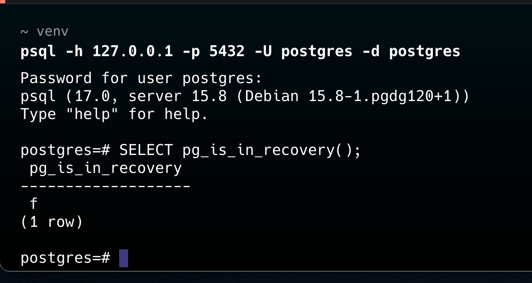 ~ venv
psql -h 127.0.0.1 -p 5432 -U postgres -d postgres
Password for user postgres:
psql (17.0, server 15.8 (Debian 15.8-1.pgdg120+1))
Type "help" for help.
postgres=# SELECT pg_is_in_recovery();
pg_is_in_recovery
-------------------
f
(1 row)
postgres=#